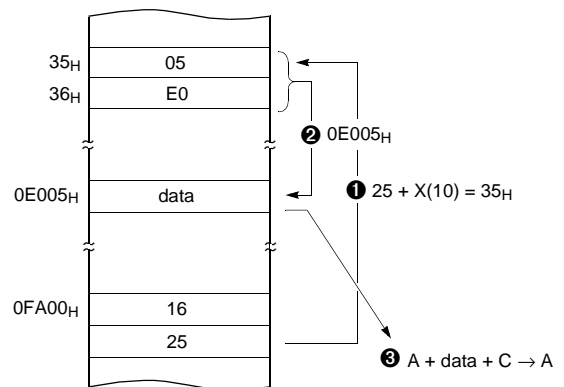 35H 05
36H E0
❷ 0E005H
0E005H data
❶ 25 + X(10) = 35H
0FA00H 16
25
❸ A + data + C → A